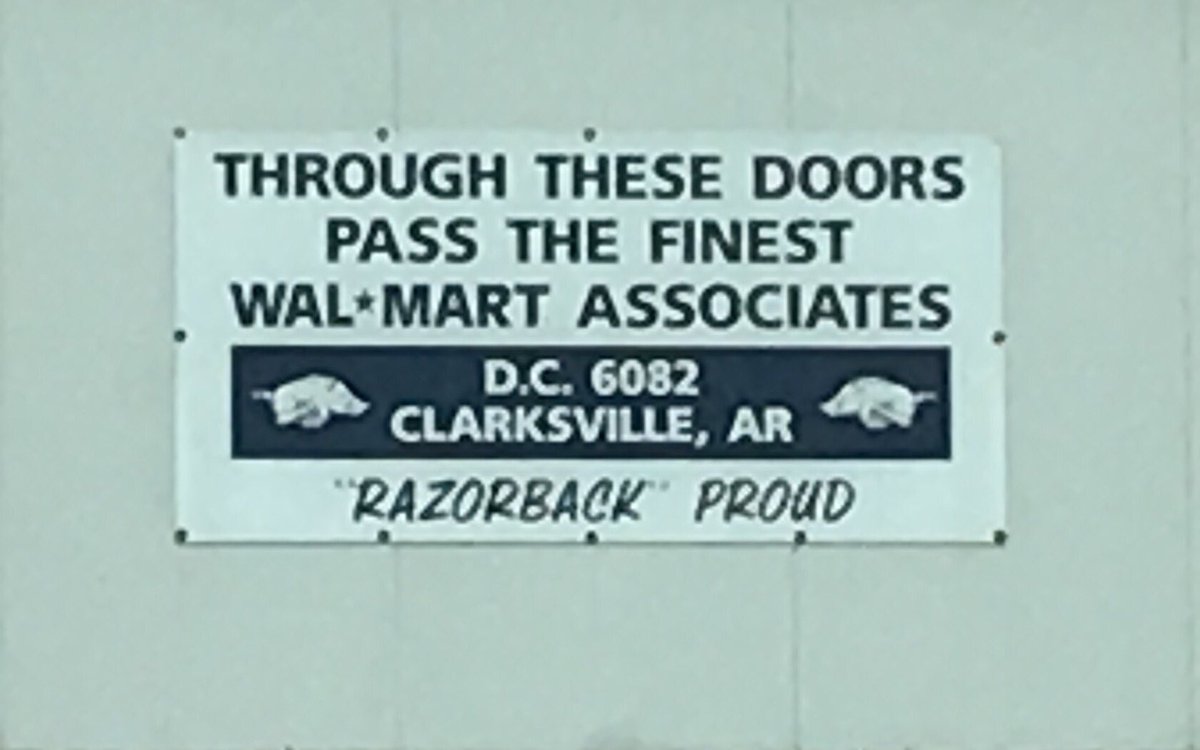 THROUGH THESE DOORS
PASS THE FINEST
WAL★MART ASSOCIATES
D.C. 6082
CLARKSVILLE, AR
"RAZORBACK" PROUD